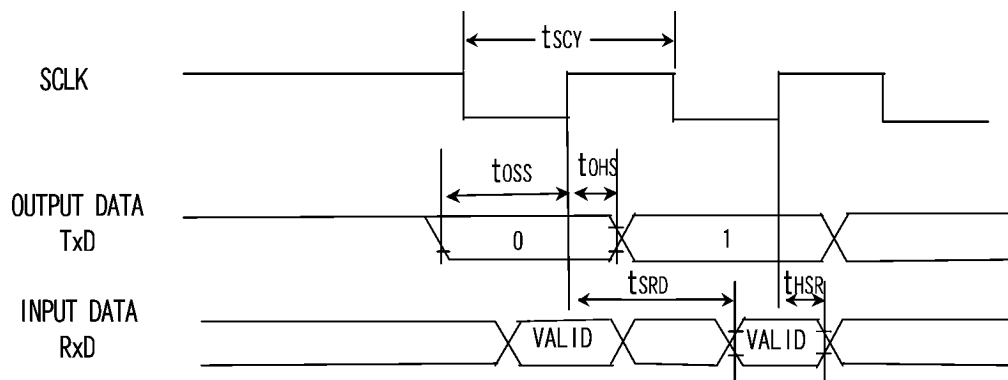 tSCY
SCLK
tOSS
tOHS
OUTPUT DATA
TxD
0
1
tSRD
tHSR
INPUT DATA
RxD
VALID
VALID